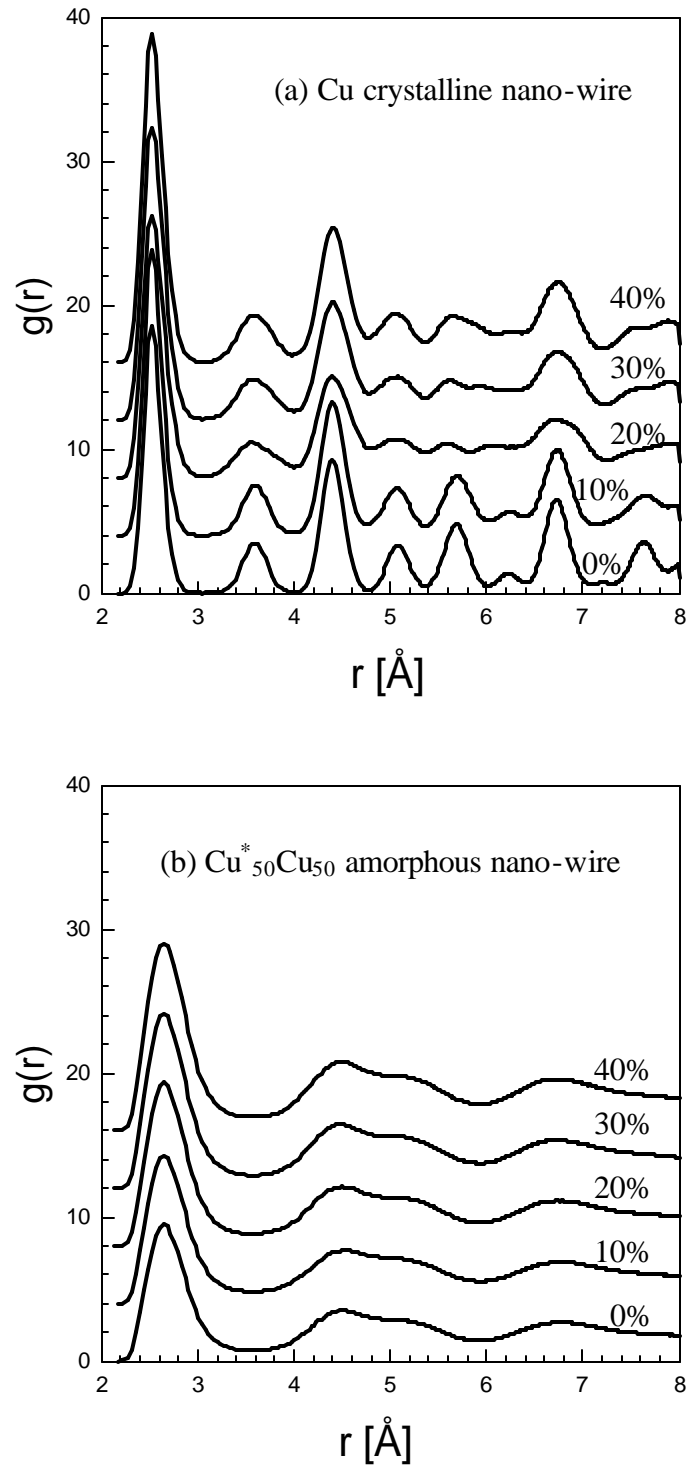 40
(a) Cu crystalline nano-wire
30
g(r)
20
40%
30%
10
20%
10%
0%
0
2 3 4 5 6 7 8
r [Å]
40
(b) Cu*50Cu50 amorphous nano-wire
30
g(r)
20
40%
30%
20%
10
10%
0%
0
2 3 4 5 6 7 8
r [Å]